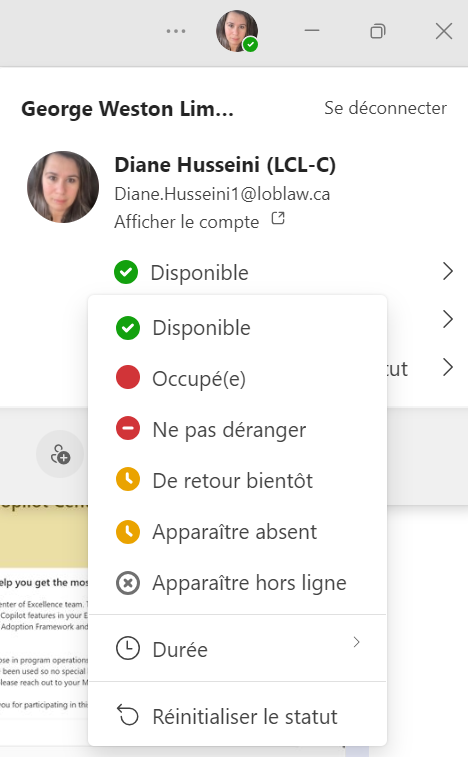 George Weston Lim...
Se déconnecter
Diane Husseini (LCL-C)
Diane.Husseini1@loblaw.ca
Afficher le compte
Disponible
Disponible
Occupé(e)
tut
Ne pas déranger
De retour bientôt
Apparaître absent
Apparaître hors ligne
Durée
Réinitialiser le statut
opilot Cen
elp you get the mos
enter of Excellence team. T
Copilot features in your E
Adoption Framework and
ose in program operations
been used so no special
lease reach out to your M
you for participating in this